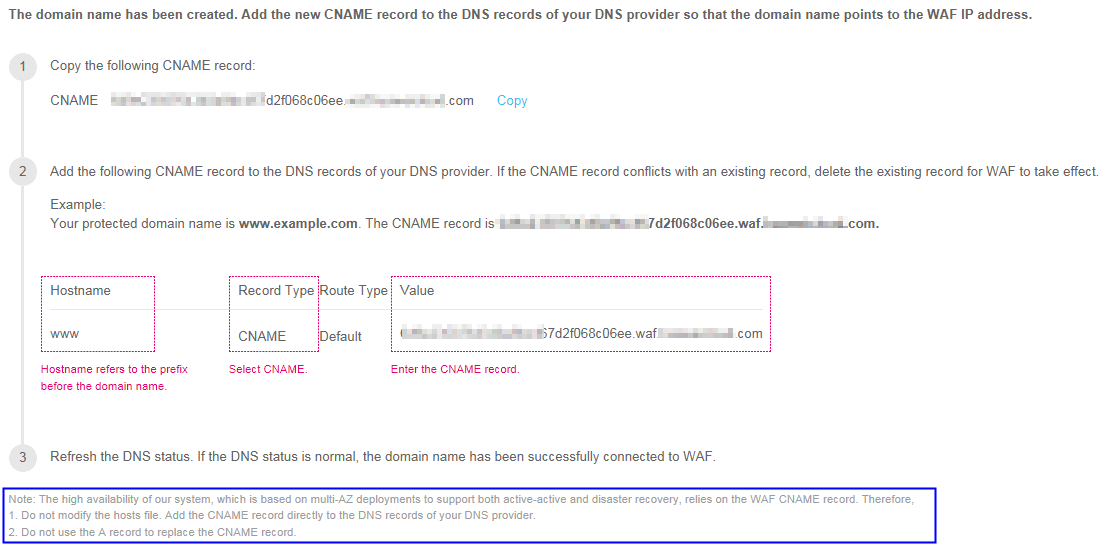 The domain name has been created. Add the new CNAME record to the DNS records of your DNS provider so that the domain name points to the WAF IP address.
1
Copy the following CNAME record:
CNAME d2f068c06ee. .com Copy
2
Add the following CNAME record to the DNS records of your DNS provider. If the CNAME record conflicts with an existing record, delete the existing record for WAF to take effect.
Example:
Your protected domain name is www.example.com. The CNAME record is 7d2f068c06ee.waf. .com.
Hostname Record Type Route Type Value
www CNAME Default 67d2f068c06ee.waf .com
Hostname refers to the prefix Select CNAME. Enter the CNAME record.
before the domain name.
3
Refresh the DNS status. If the DNS status is normal, the domain name has been successfully connected to WAF.
Note: The high availability of our system, which is based on multi-AZ deployments to support both active-active and disaster recovery, relies on the WAF CNAME record. Therefore,
1. Do not modify the hosts file. Add the CNAME record directly to the DNS records of your DNS provider.
2. Do not use the A record to replace the CNAME record.